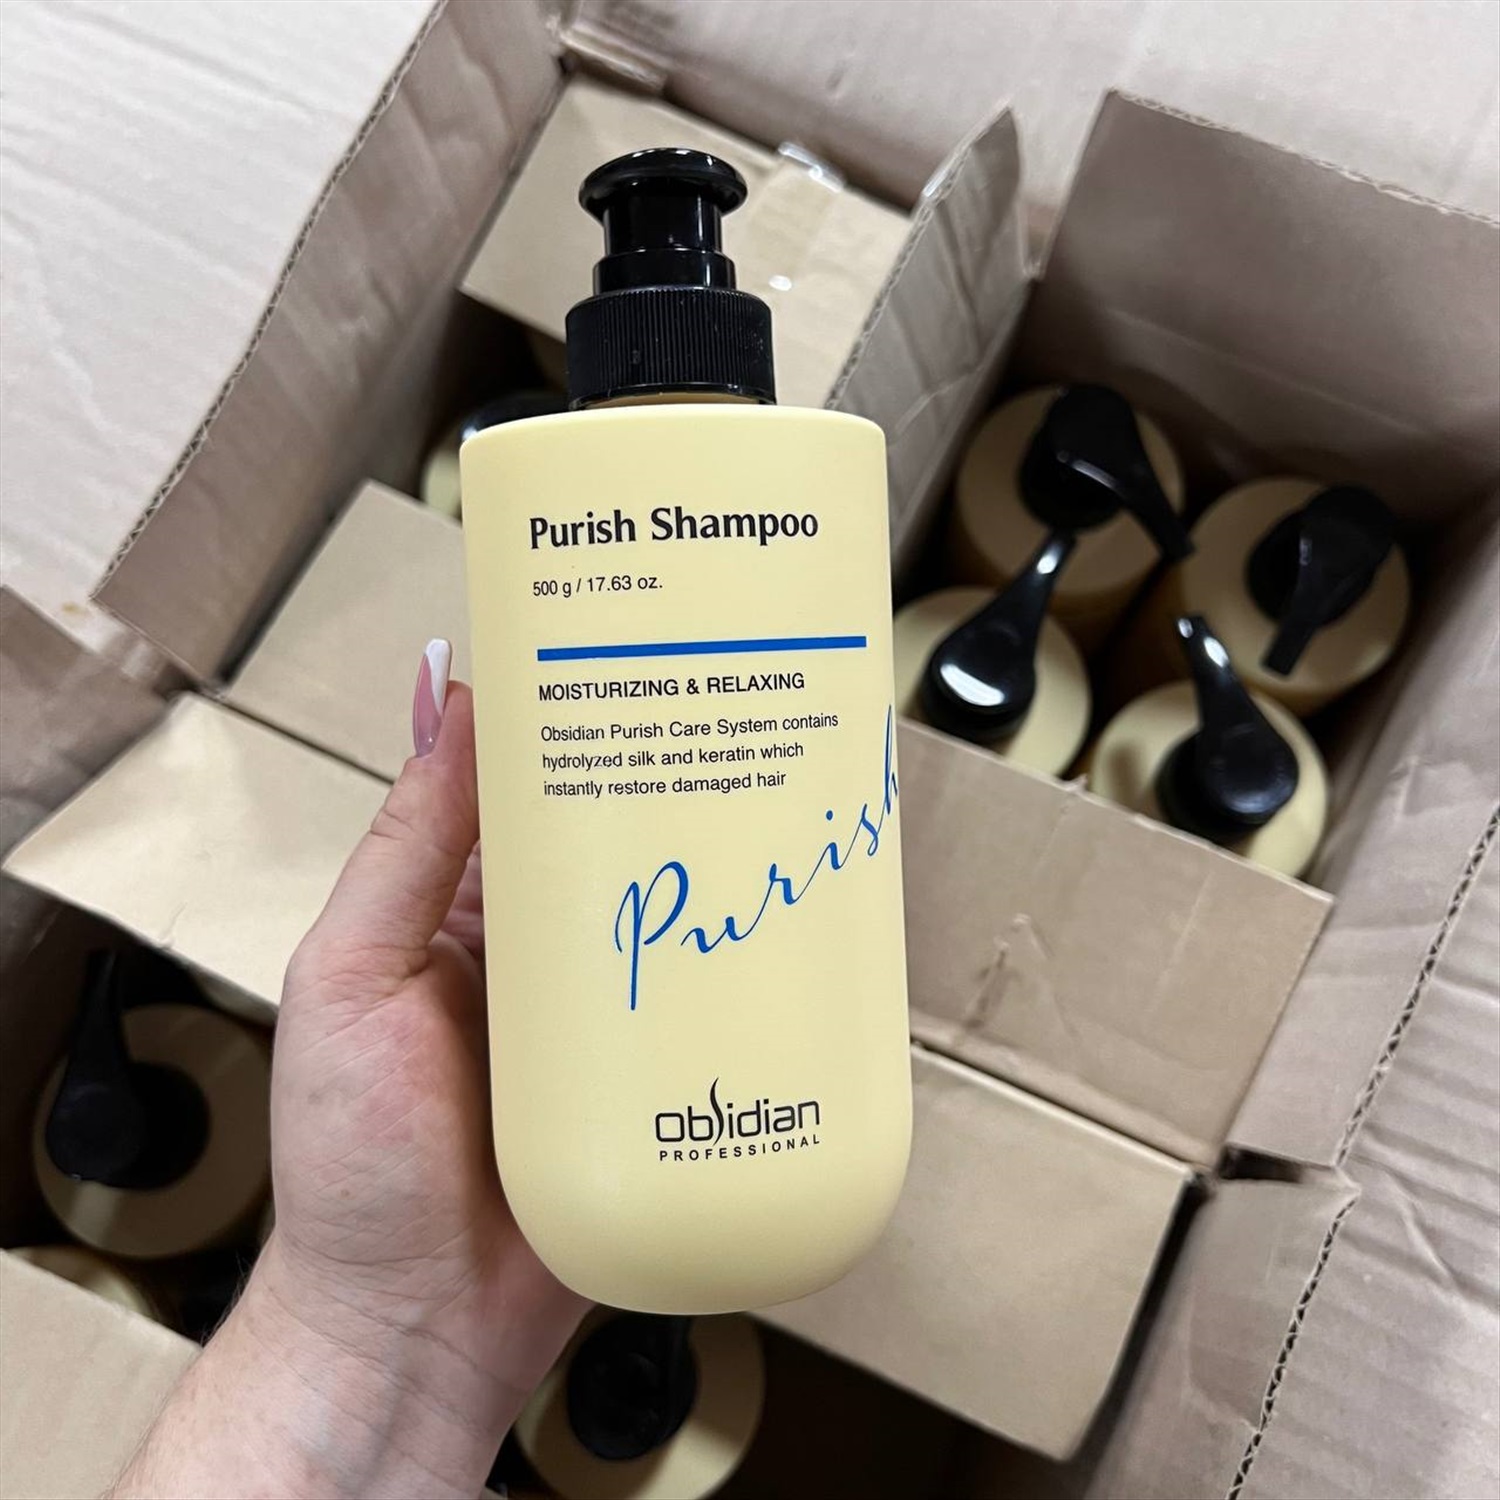 Purish Shampoo
500 g / 17.63 oz.
MOISTURIZING & RELAXING
Obsidian Purish Care System contains
hydrolyzed silk and keratin which
instantly restore damaged hair
Purish
obsidian
PROFESSIONAL